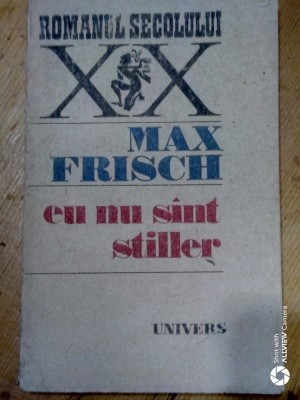 ROMANUL SECOLULUI
XX
MAX
FRISCH
eu nu sînt
stiller
UNIVERS
Shot with
ALLVIEW Camera